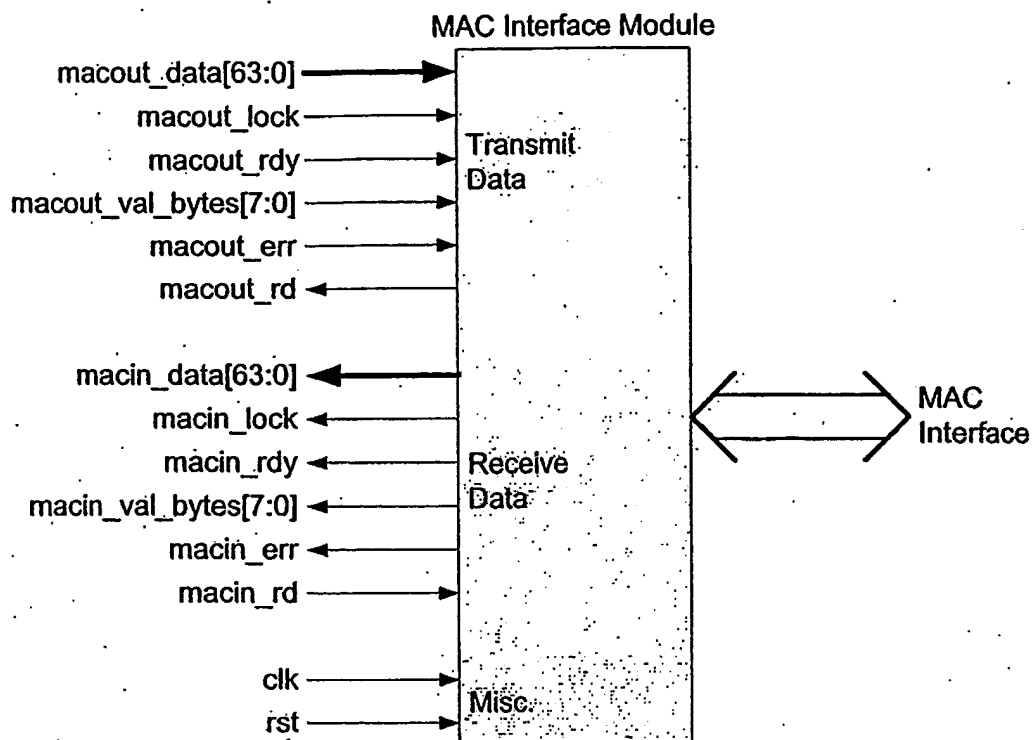 MAC Interface Module
macout_data[63:0]
macout_lock
macout_rdy
macout_val_bytes[7:0]
macout_err
macout_rd
Transmit
Data
macin_data[63:0]
macin_lock
macin_rdy
macin_val_bytes[7:0]
macin_err
macin_rd
Receive
Data
MAC
Interface
clk
rst
Misc.